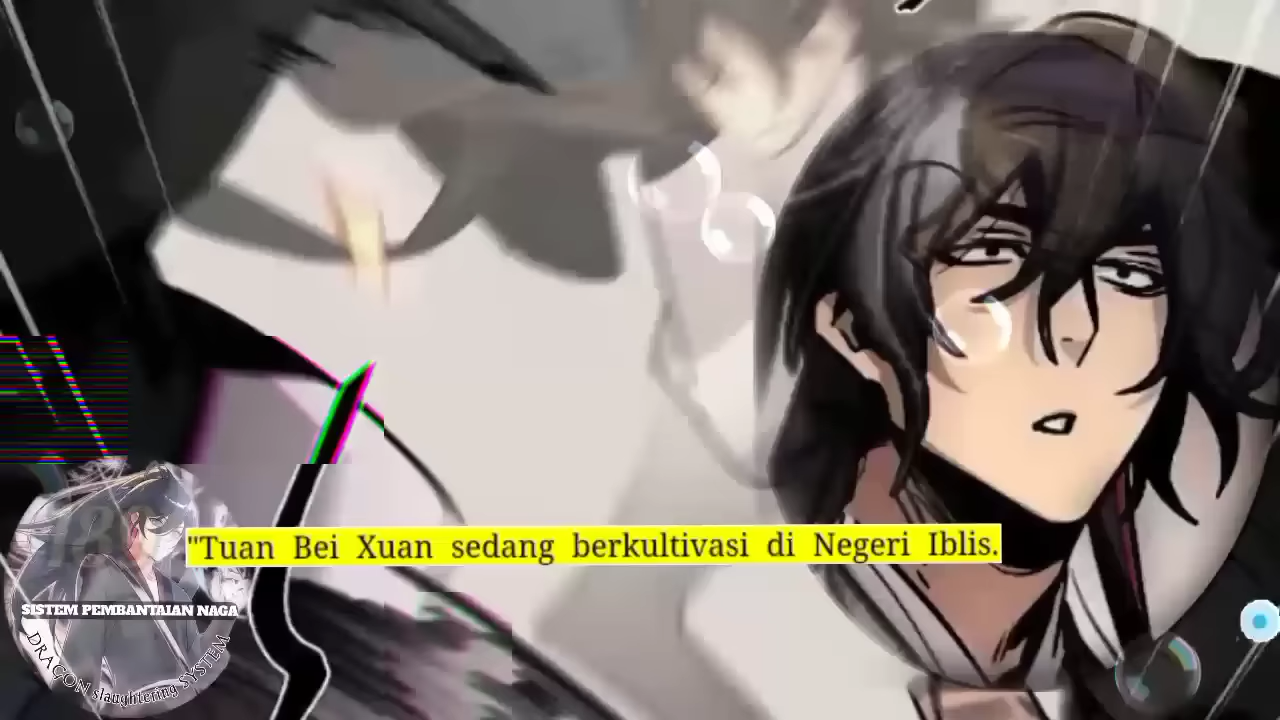 "Tuan Bei Xuan sedang berkultivasi di Negeri Iblis.
SISTEM PEMBANTAIAN NAGA
DRAGON slaughtering SYSTEM